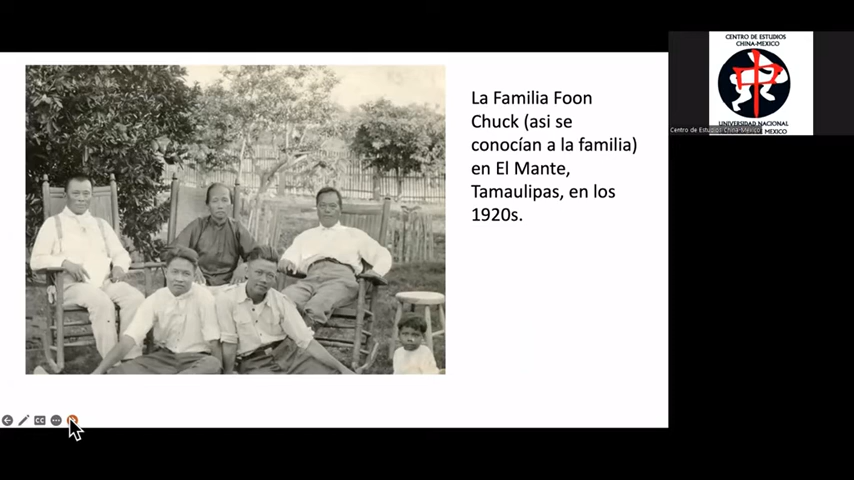 La Familia Foon
Chuck (asi se
conocían a la familia)
en El Mante,
Tamaulipas, en los
1920s.
CENTRO DE ESTUDIOS
CHINA-MEXICO
UNIVERSIDAD NACIONAL
MEXICO
Centro de Estudios China-México
CC